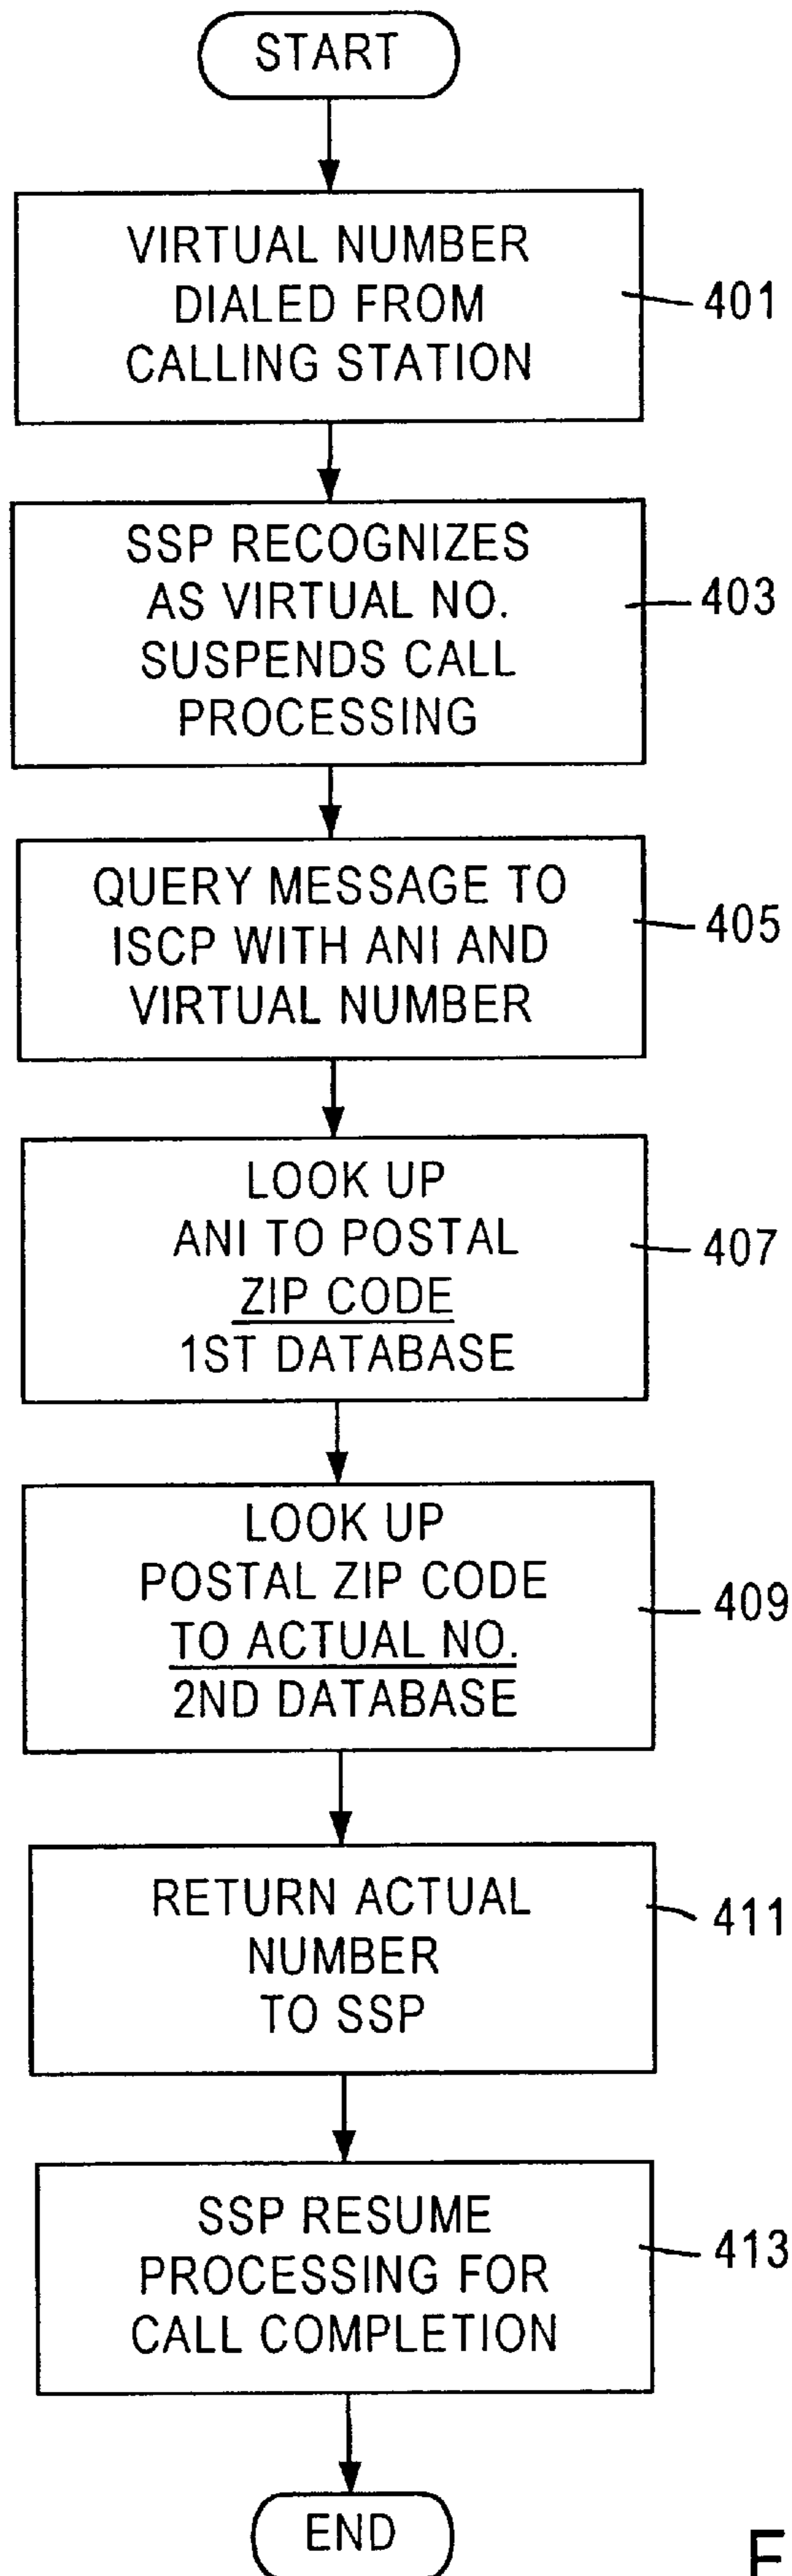 START
VIRTUAL NUMBER
DIALED FROM
CALLING STATION
401
SSP RECOGNIZES
AS VIRTUAL NO.
SUSPENDS CALL
PROCESSING
403
QUERY MESSAGE TO
ISCP WITH ANI AND
VIRTUAL NUMBER
405
LOOK UP
ANI TO POSTAL
ZIP CODE
1ST DATABASE
407
LOOK UP
POSTAL ZIP CODE
TO ACTUAL NO.
2ND DATABASE
409
RETURN ACTUAL
NUMBER
TO SSP
411
SSP RESUME
PROCESSING FOR
CALL COMPLETION
413
END